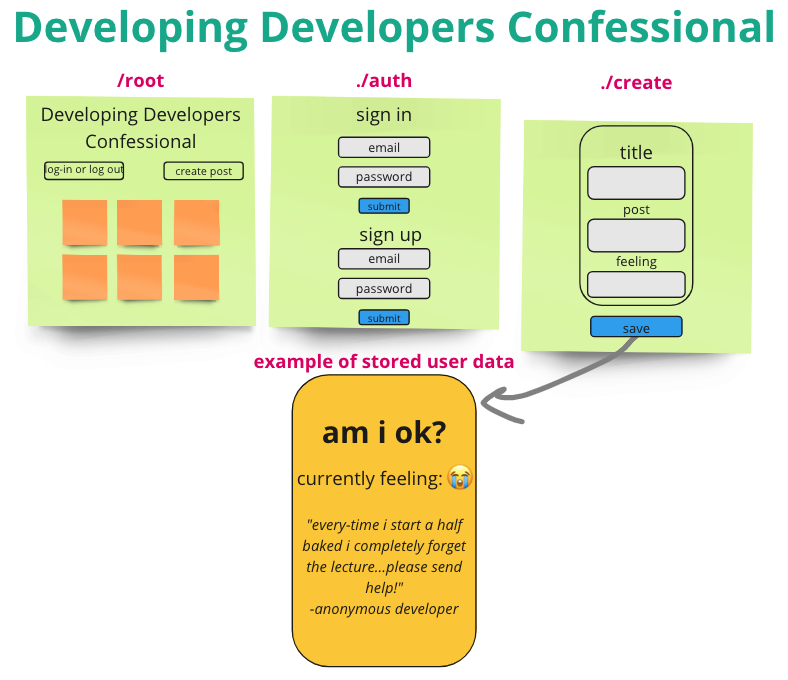 Developing Developers Confessional
/root
Developing Developers
Confessional
log-in or log out
create post
./auth
sign in
email
password
submit
sign up
email
password
submit
./create
title
post
feeling
save
example of stored user data
am i ok?
currently feeling: 😭
"every-time i start a half
baked i completely forget
the lecture...please send
help!"
-anonymous developer